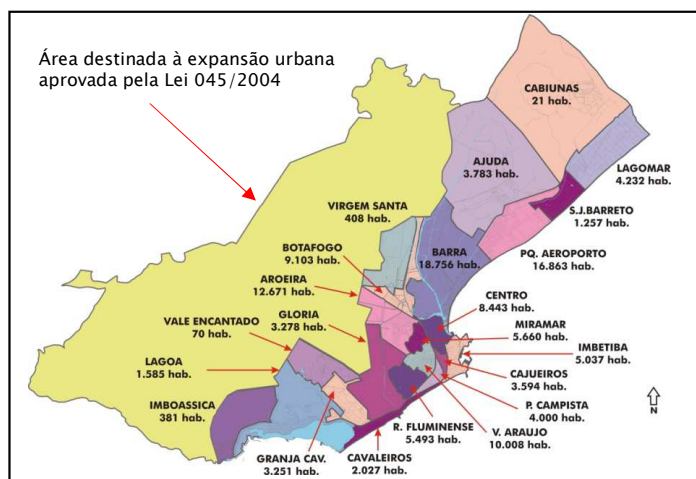 Área destinada à expansão urbana
aprovada pela Lei 045/2004
CABIUNAS
21 hab.
AJUDA
3.783 hab.
LAGOMAR
4.232 hab.
S.J.BARRETO
1.257 hab.
VIRGEM SANTA
408 hab.
BOTAFOGO
9.103 hab.
BARRA
18.756 hab.
PQ. AEROPORTO
16.863 hab.
AROEIRA
12.671 hab.
CENTRO
8.443 hab.
GLORIA
3.278 hab.
MIRAMAR
5.660 hab.
VALE ENCANTADO
70 hab.
IMBETIBA
5.037 hab.
LAGOA
1.585 hab.
CAJUEIROS
3.594 hab.
IMBOASSICA
381 hab.
P. CAMPISTA
4.000 hab.
N
R. FLUMINENSE
5.493 hab.
V. ARAUJO
10.008 hab.
GRANJA CAV.
3.251 hab.
CAVALEIROS
2.027 hab.